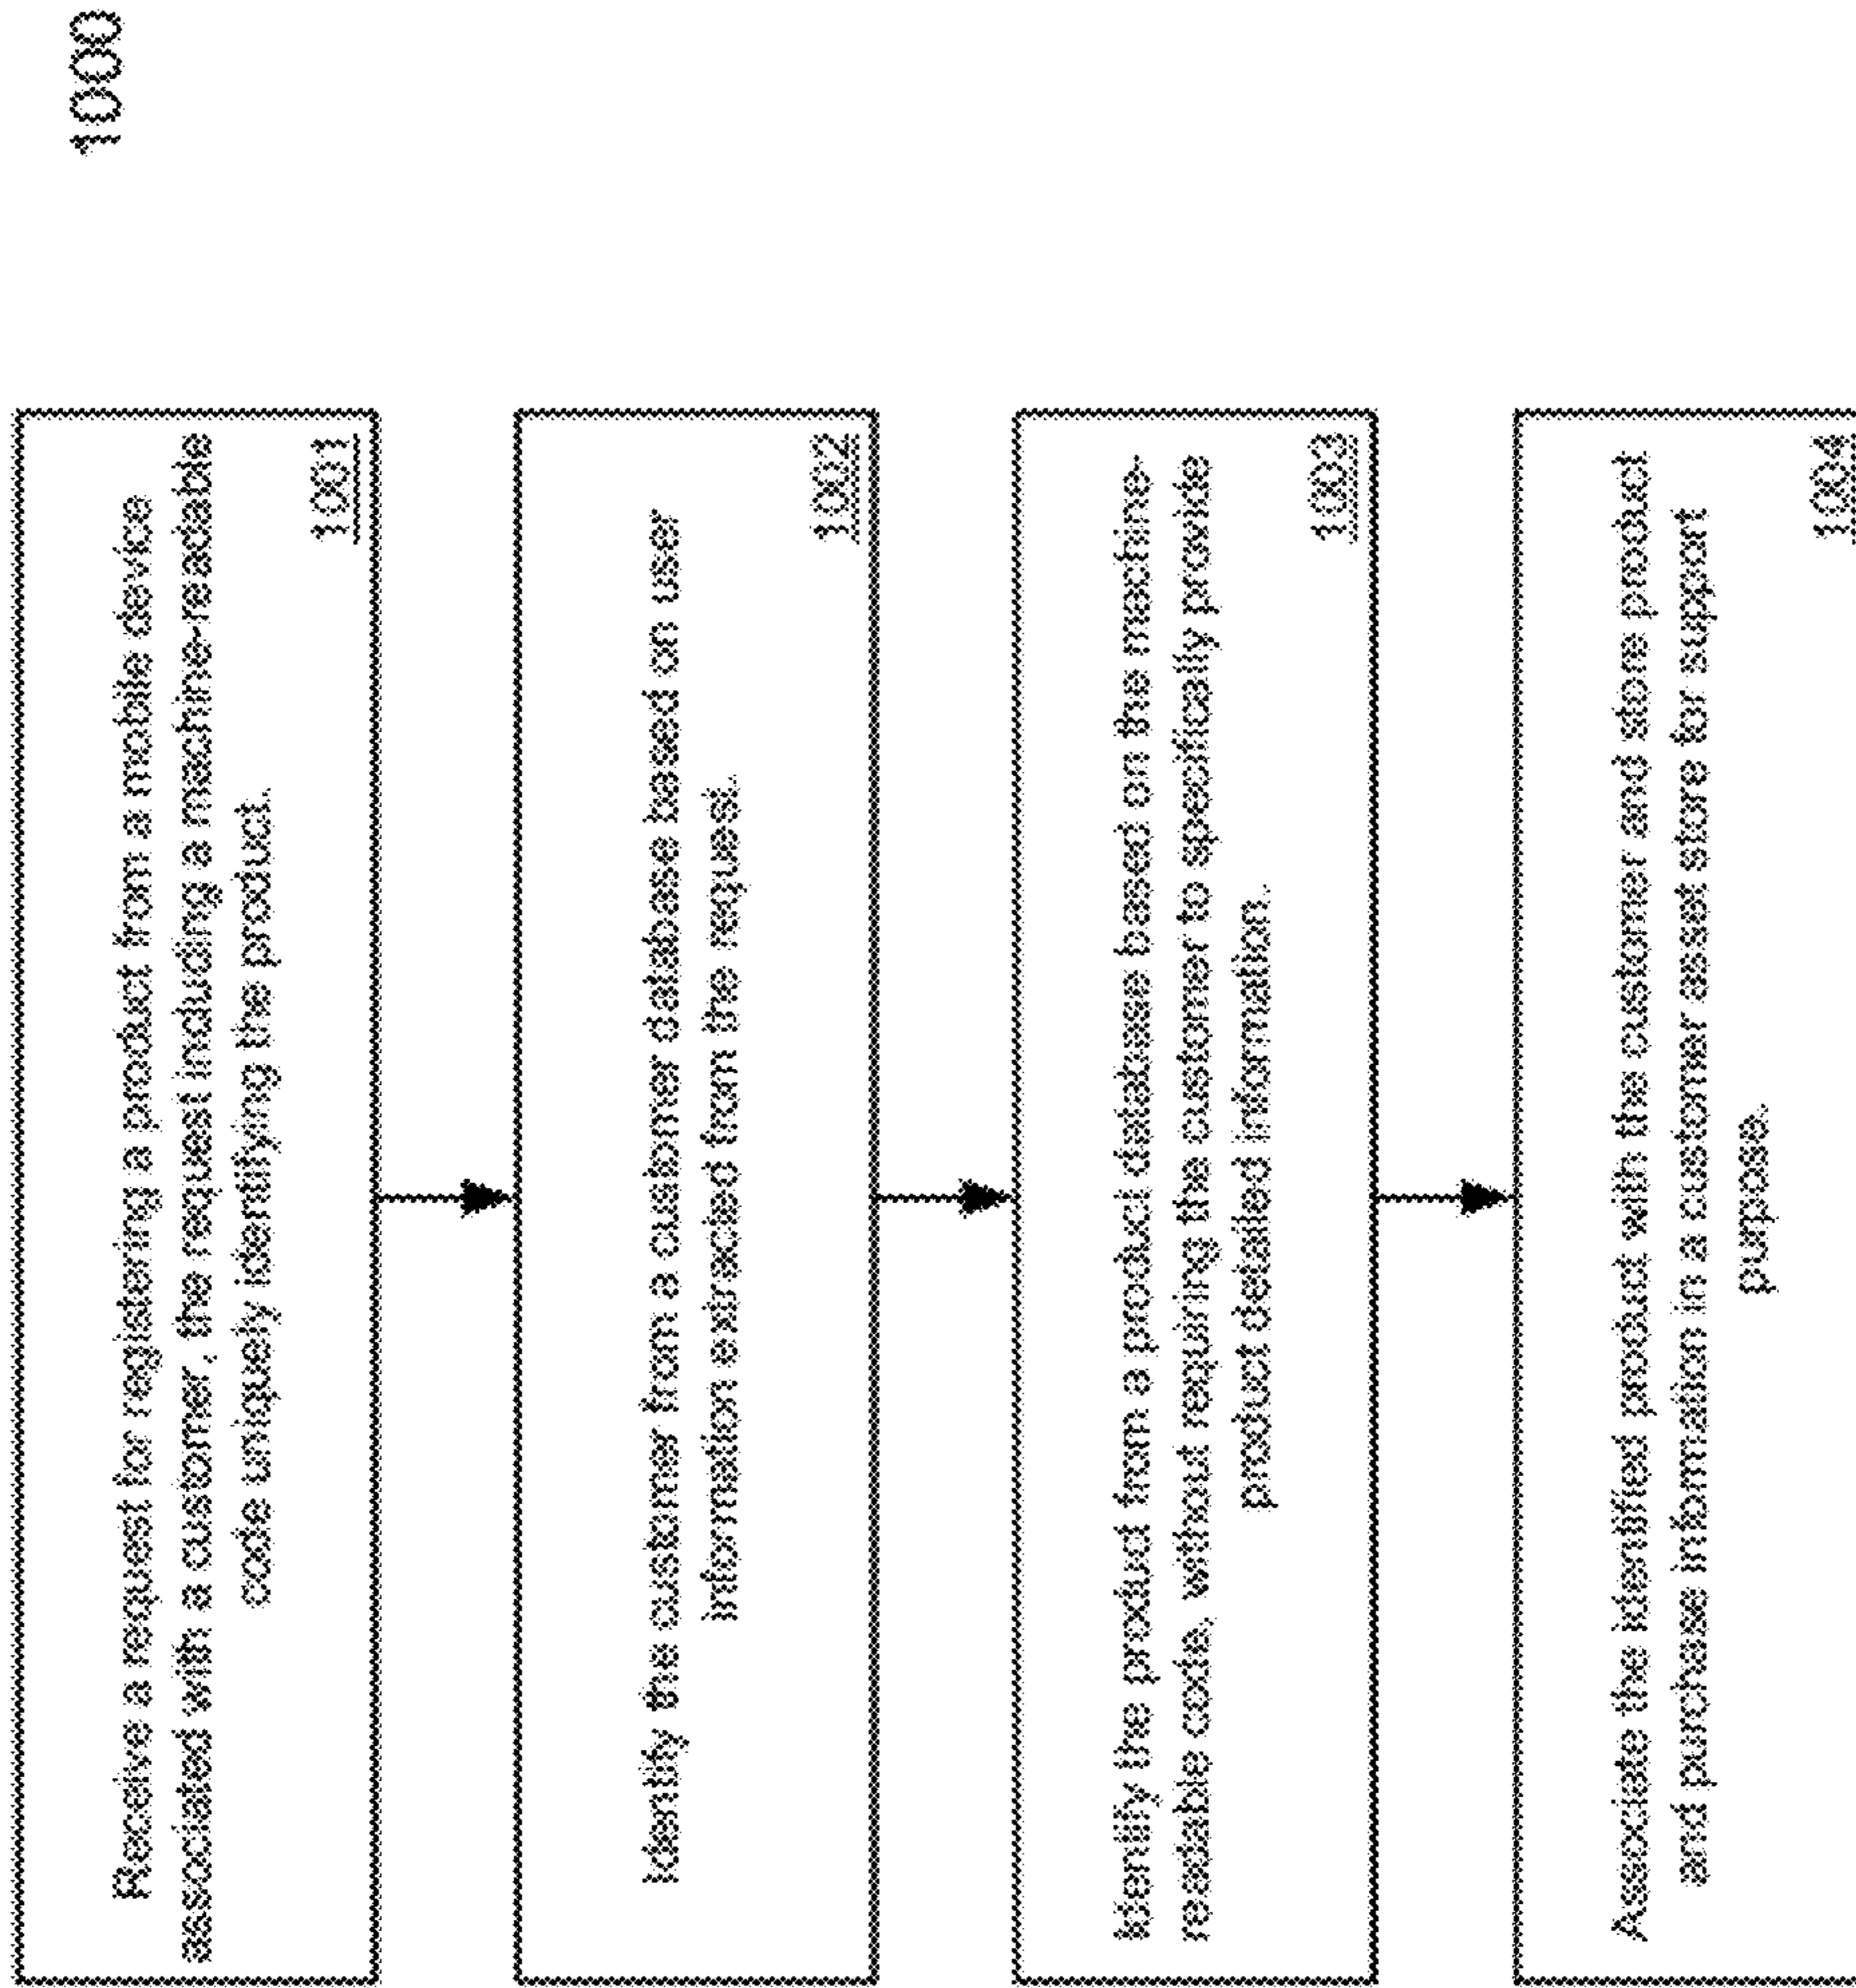 1000
Receive a request for registering a product from a mobile device
associated with a customer, the request including a machine-readable
code uniquely identifying the product.
1001
Identify the customer from a customer database based on user
information extracted from the request.
1002
Identify the product from a product database based on the machine-
readable code, without requiring the customer to specifically provide
product detailed information.
1003
Associate the identified product with the customer and store product
and purchase information in a customer asset store for support
purpose.
1004